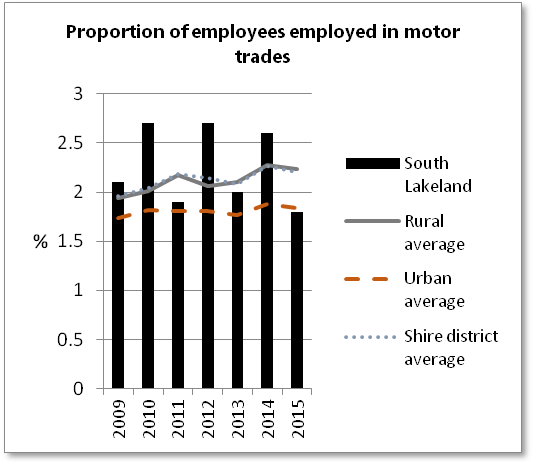 Proportion of employees employed in motor
trades
3
2.5
2
1.5
1
0.5
0
%
2009
2010
2011
2012
2013
2014
2015
South
Lakeland
Rural
average
Urban
average
Shire district
average